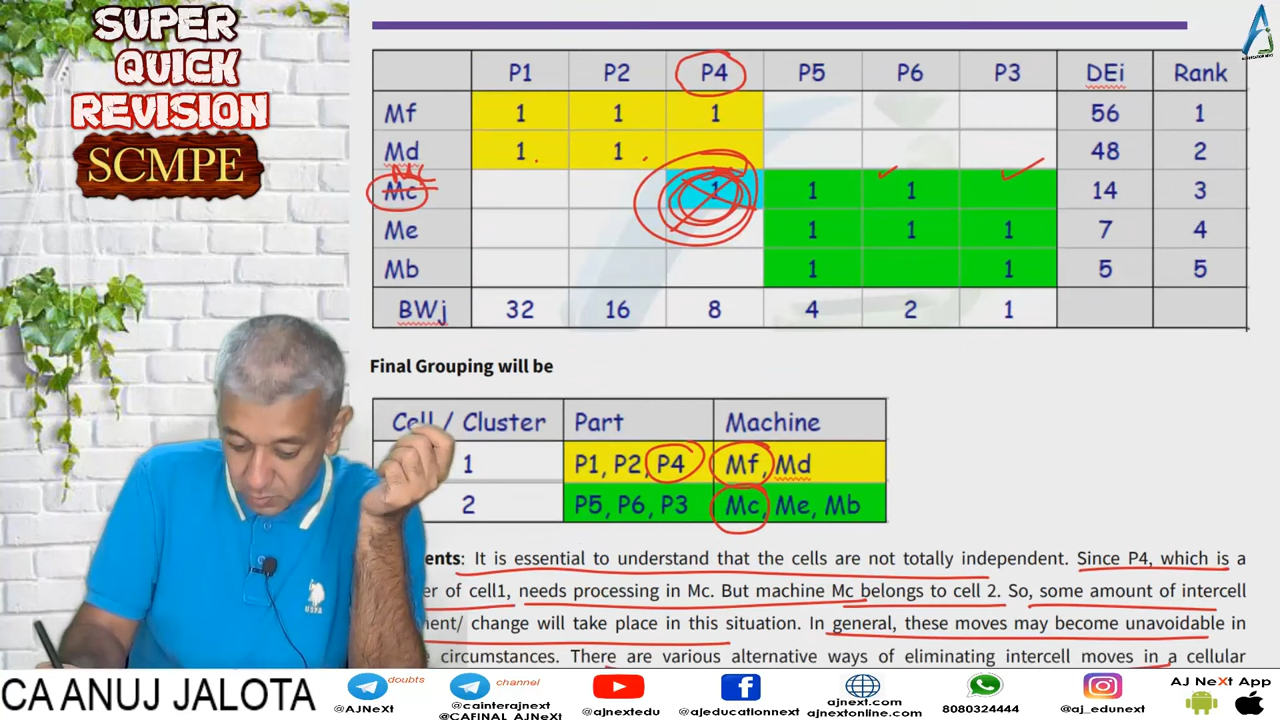 SUPER
QUICK
REVISION
SCMPE
P1 P2 P4 P5 P6 P3 DEi Rank
Mf 1 1 1 56 1
Md 1 1 48 2
Mc
Mc 1 1 1 14 3
Me 1 1 1 7 4
Mb 1 1 5 5
BWj 32 16 8 4 2 1
Final Grouping will be
Cell / Cluster Part Machine
1 P1, P2, P4 Mf, Md
2 P5, P6, P3 Mc, Me, Mb
ents: It is essential to understand that the cells are not totally independent. Since P4, which is a
er of cell1, needs processing in Mc. But machine Mc belongs to cell 2. So, some amount of intercell
ent/ change will take place in this situation. In general, these moves may become unavoidable in
circumstances. There are various alternative ways of eliminating intercell moves in a cellular
CA ANUJ JALOTA
doubts
@AJNeXt
channel
@cainterajnext
@CAFINAL_AJNeXt
@ajnextedu
@ajeducationnext
ajnext.com
ajnextonline.com
8080324444
@aj_edunext
AJ NeXt App